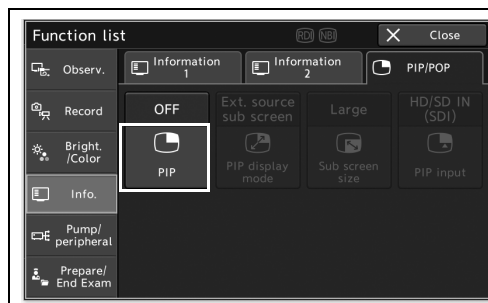 Function list
RDI NBI
Close
Observ.
Record
Bright.
/Color
Info.
Pump/
peripheral
Prepare/
End Exam
Information
1
Information
2
PIP/POP
OFF
PIP
Ext. source
sub screen
PIP display
mode
Large
Sub screen
size
HD/SD IN
(SDI)
PIP input